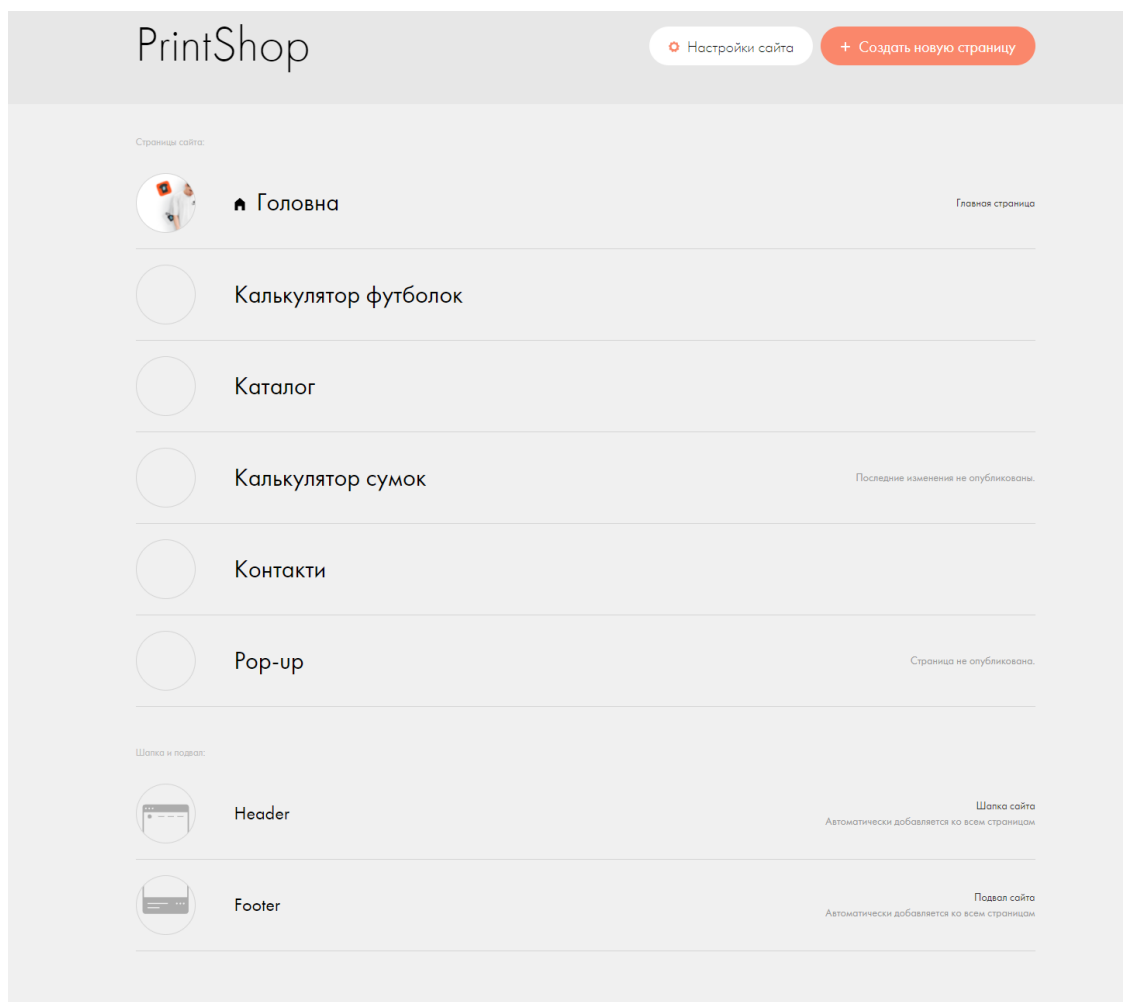 PrintShop
Настройки сайта
+ Создать новую страницу
Страницы сайта:
Головна
Главная страница
Калькулятор футболок
Каталог
Калькулятор сумок
Последние изменения не опубликованы.
Контакти
Pop-up
Страница не опубликована.
Шапка и подвал:
Header
Шапка сайта
Автоматически добавляется ко всем страницам
Footer
Подвал сайта
Автоматически добавляется ко всем страницам